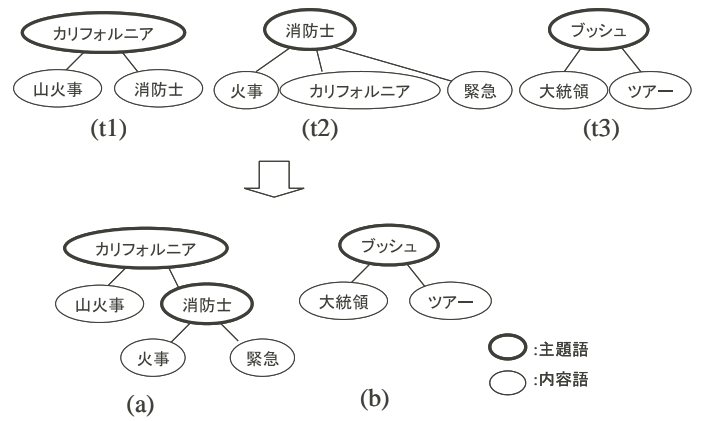 カリフォルニア
山火事
消防士
(t1)
消防士
火事
カリフォルニア
緊急
(t2)
ブッシュ
大統領
ツアー
(t3)
カリフォルニア
山火事
消防士
火事
緊急
(a)
ブッシュ
大統領
ツアー
(b)
:主題語
:内容語